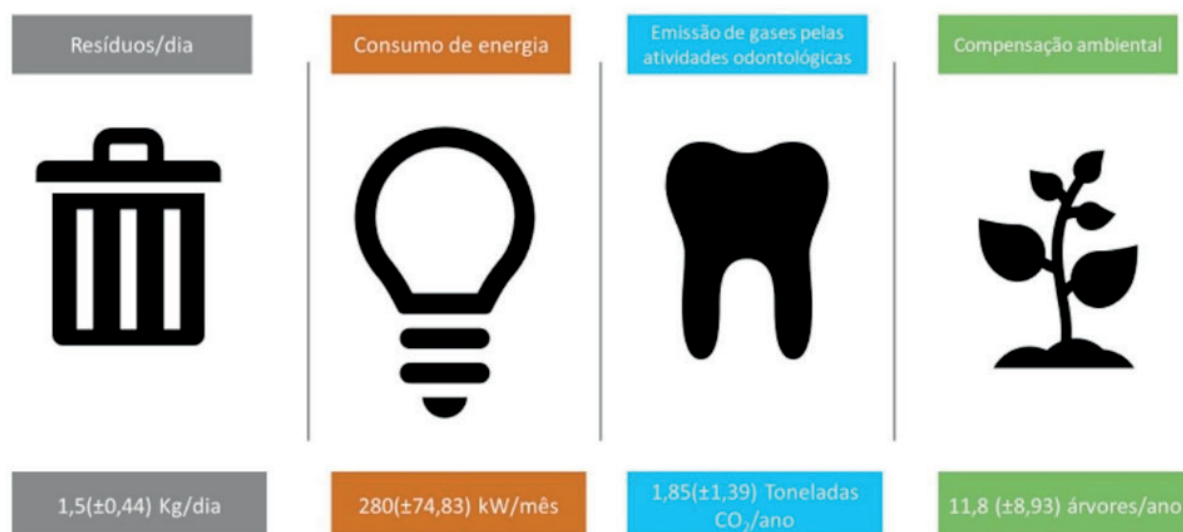 Resíduos/dia
Consumo de energia
Emissão de gases pelas
atividades odontológicas
Compensação ambiental
1,5(±0,44) Kg/dia
280(±74,83) kW/mês
1,85(±1,39) Toneladas
CO₂/ano
11,8 (±8,93) árvores/ano